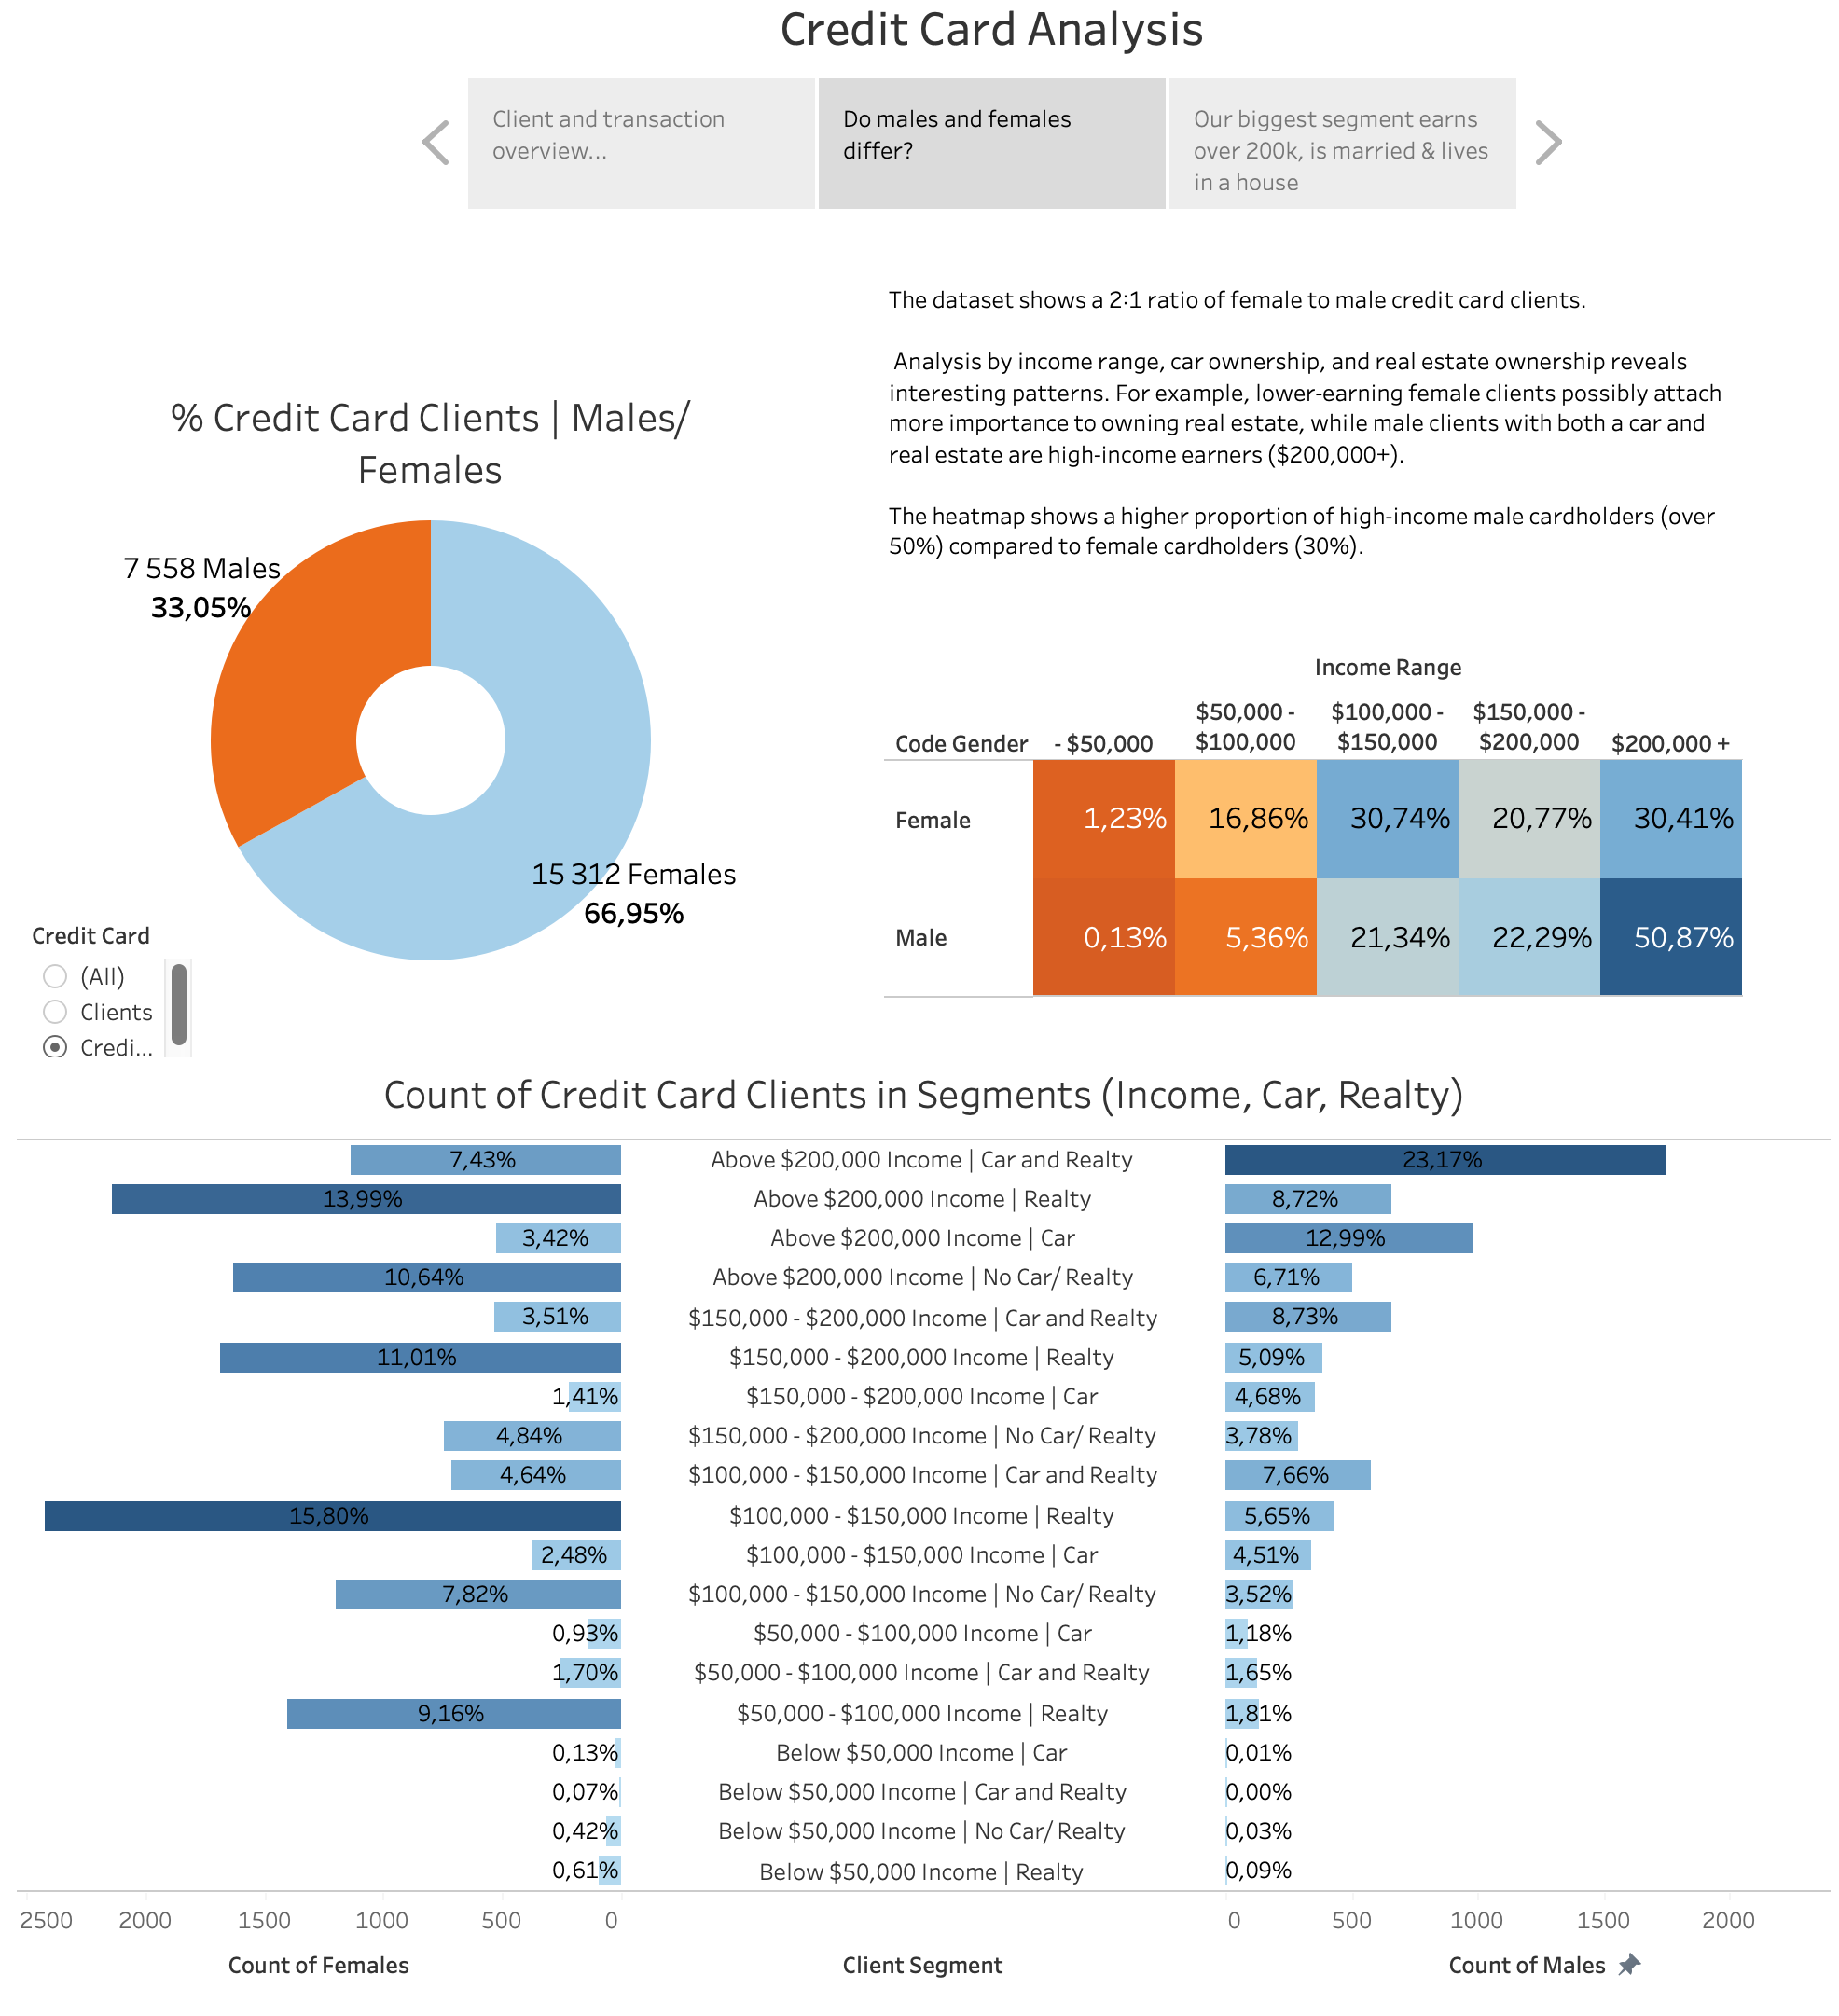 Credit Card Analysis
Client and transaction
overview...
Do males and females
differ?
Our biggest segment earns
over 200k, is married & lives
in a house
The dataset shows a 2:1 ratio of female to male credit card clients.
Analysis by income range, car ownership, and real estate ownership reveals
interesting patterns. For example, lower-earning female clients possibly attach
more importance to owning real estate, while male clients with both a car and
real estate are high-income earners ($200,000+).
The heatmap shows a higher proportion of high-income male cardholders (over
50%) compared to female cardholders (30%).
% Credit Card Clients | Males/
Females
7 558 Males
33,05%
15 312 Females
66,95%
Credit Card
(All)
Clients
Credi...
Income Range
Code Gender - $50,000 $50,000 - $100,000 $100,000 - $150,000 $150,000 - $200,000 $200,000 +
Female 1,23% 16,86% 30,74% 20,77% 30,41%
Male 0,13% 5,36% 21,34% 22,29% 50,87%
Count of Credit Card Clients in Segments (Income, Car, Realty)
7,43% Above $200,000 Income | Car and Realty 23,17%
13,99% Above $200,000 Income | Realty 8,72%
3,42% Above $200,000 Income | Car 12,99%
10,64% Above $200,000 Income | No Car/ Realty 6,71%
3,51% $150,000 - $200,000 Income | Car and Realty 8,73%
11,01% $150,000 - $200,000 Income | Realty 5,09%
1,41% $150,000 - $200,000 Income | Car 4,68%
4,84% $150,000 - $200,000 Income | No Car/ Realty 3,78%
4,64% $100,000 - $150,000 Income | Car and Realty 7,66%
15,80% $100,000 - $150,000 Income | Realty 5,65%
2,48% $100,000 - $150,000 Income | Car 4,51%
7,82% $100,000 - $150,000 Income | No Car/ Realty 3,52%
0,93% $50,000 - $100,000 Income | Car 1,18%
1,70% $50,000 - $100,000 Income | Car and Realty 1,65%
9,16% $50,000 - $100,000 Income | Realty 1,81%
0,13% Below $50,000 Income | Car 0,01%
0,07% Below $50,000 Income | Car and Realty 0,00%
0,42% Below $50,000 Income | No Car/ Realty 0,03%
0,61% Below $50,000 Income | Realty 0,09%
2500 2000 1500 1000 500 0 0 500 1000 1500 2000
Count of Females Client Segment Count of Males